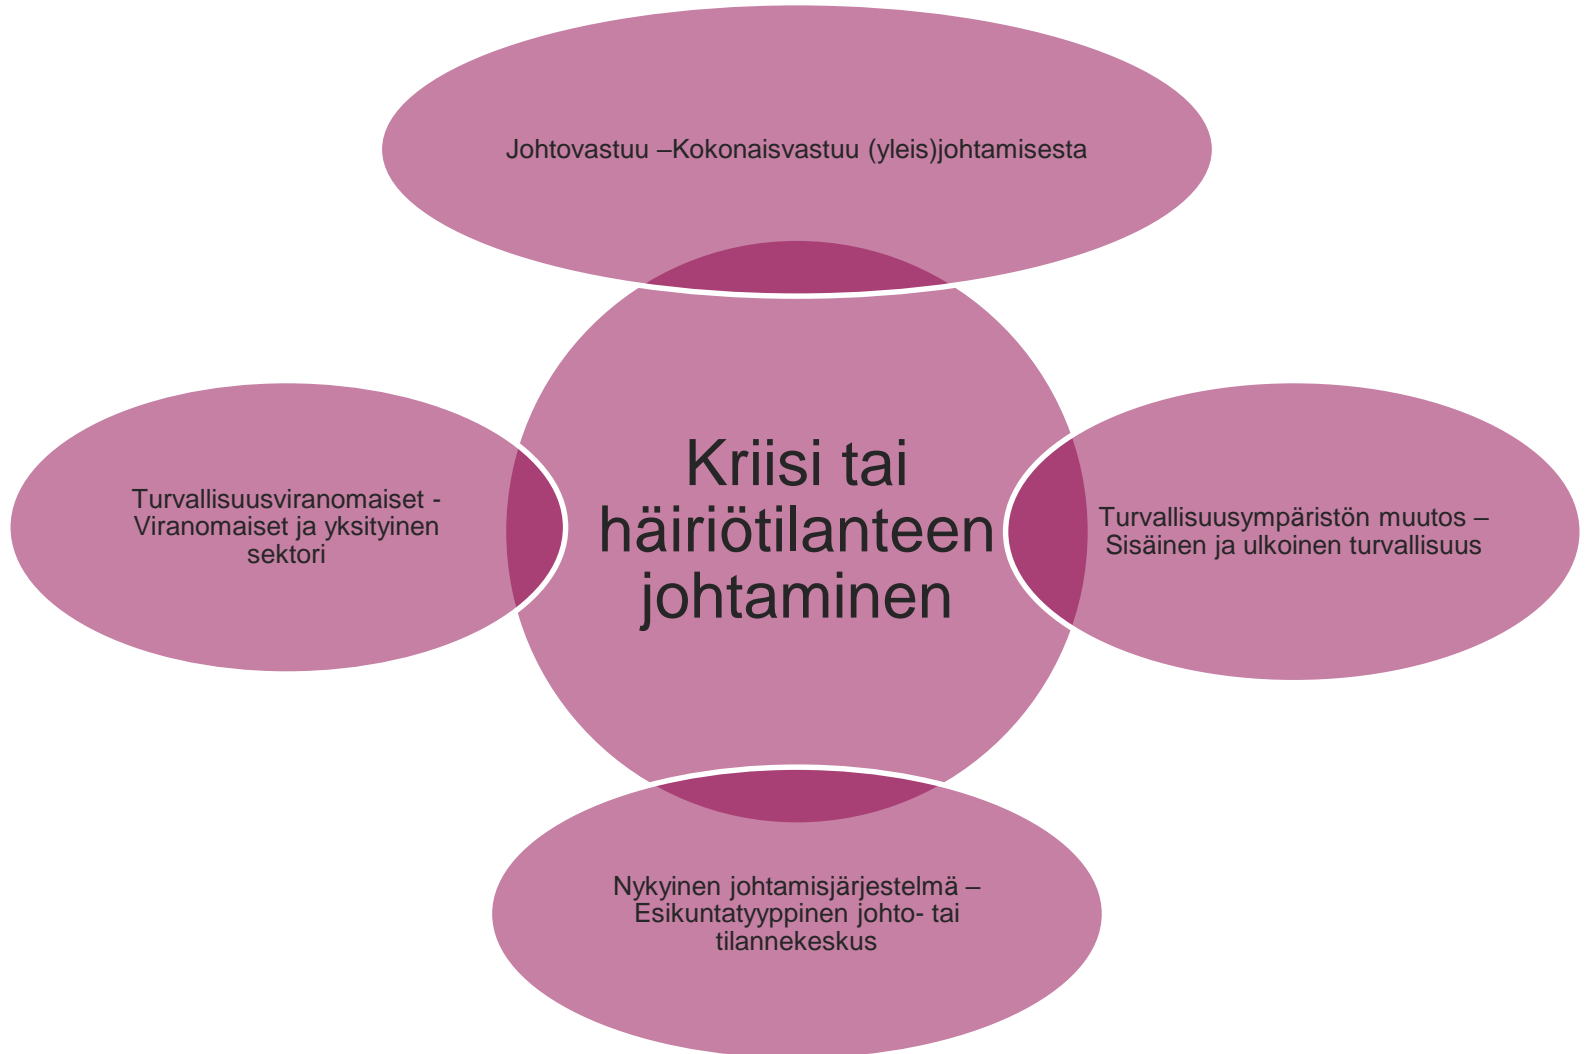 Johtovastuu –Kokonaisvastuu (yleis)johtamisesta
Turvallisuusviranomaiset -
Viranomaiset ja yksityinen
sektori
Kriisi tai
häiriötilanteen
johtaminen
Turvallisuusympäristön muutos –
Sisäinen ja ulkoinen turvallisuus
Nykyinen johtamisjärjestelmä –
Esikuntatyyppinen johto- tai
tilannekeskus